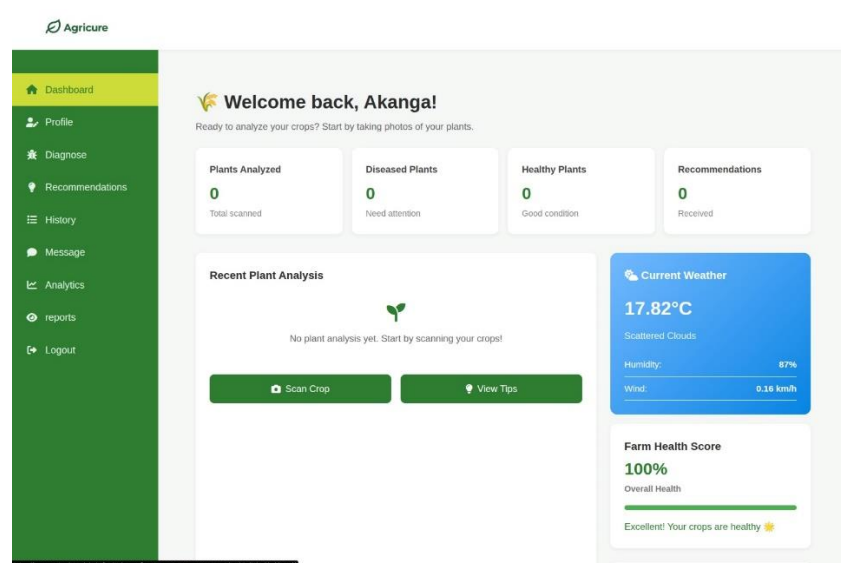 Agricure
Dashboard
Profile
Diagnose
Recommendations
History
Message
Analytics
reports
Logout
Welcome back, Akanga!
Ready to analyze your crops? Start by taking photos of your plants.
Plants Analyzed
0
Total scanned
Diseased Plants
0
Need attention
Healthy Plants
0
Good condition
Recommendations
0
Received
Recent Plant Analysis
No plant analysis yet. Start by scanning your crops!
Scan Crop
View Tips
Current Weather
17.82°C
Scattered Clouds
Humidity: 87%
Wind: 0.16 km/h
Farm Health Score
100%
Overall Health
Excellent! Your crops are healthy 🌟